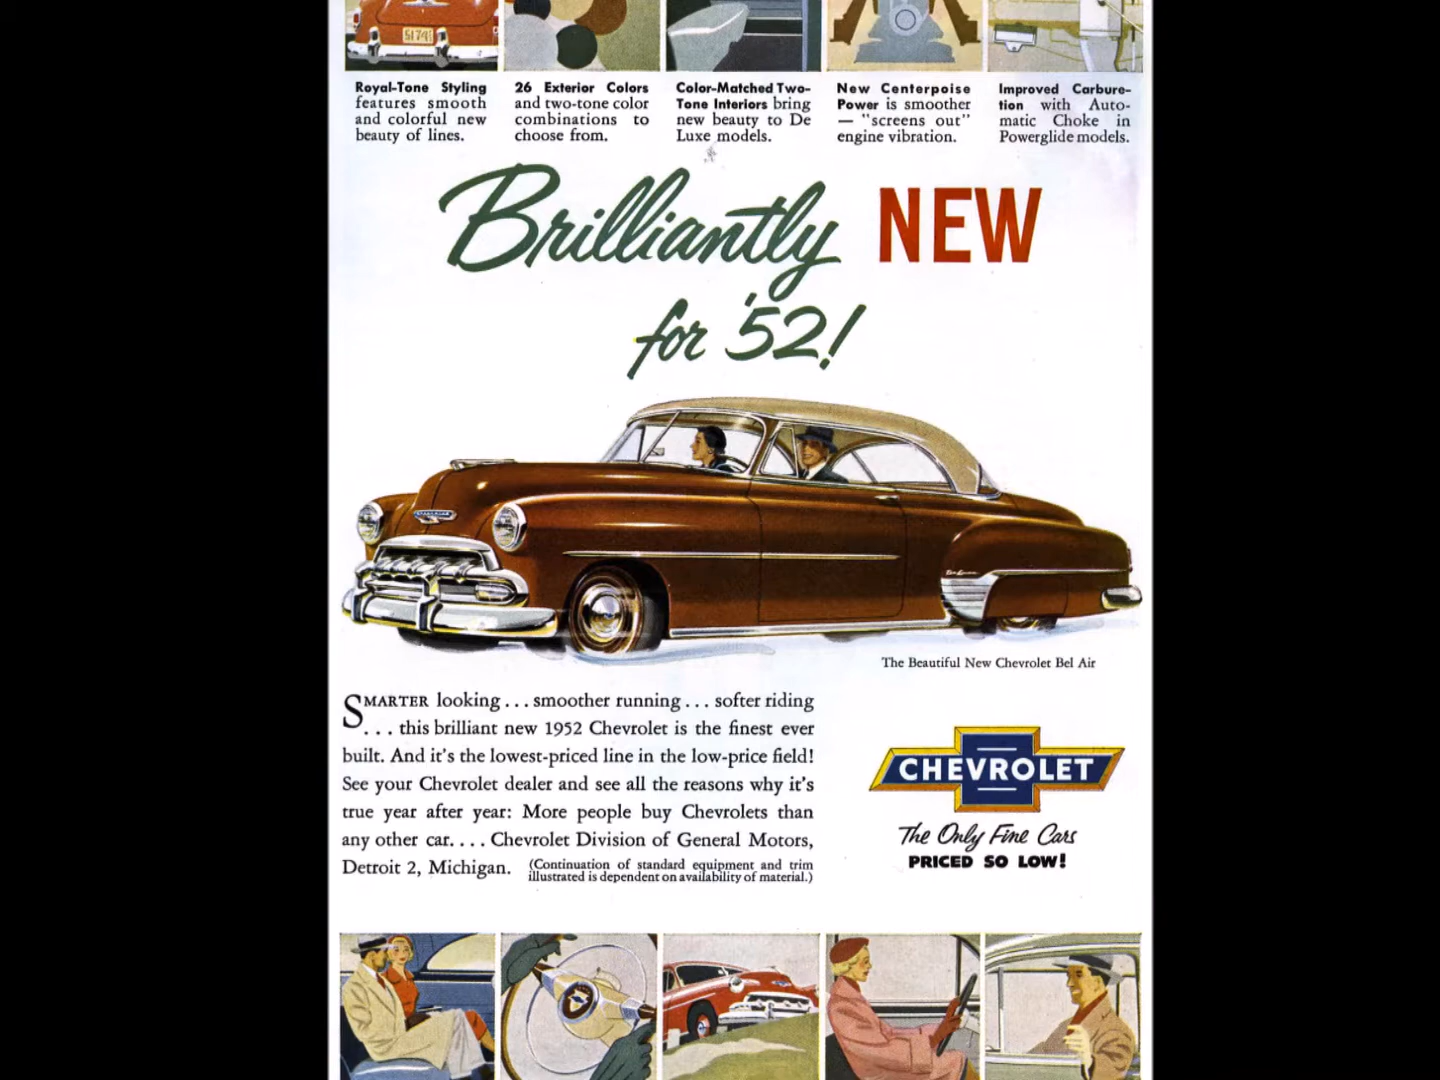 5174
Royal-Tone Styling
features smooth
and colorful new
beauty of lines.
26 Exterior Colors
and two-tone color
combinations to
choose from.
Color-Matched Two-
Tone Interiors bring
new beauty to De
Luxe models.
New Centerpoise
Power is smoother
— "screens out"
engine vibration.
Improved Carbure-
tion with Auto-
matic Choke in
Powerglide models.
Brilliantly NEW
for '52!
The Beautiful New Chevrolet Bel Air
SMARTER looking . . . smoother running . . . softer riding
. . . this brilliant new 1952 Chevrolet is the finest ever
built. And it's the lowest-priced line in the low-price field!
See your Chevrolet dealer and see all the reasons why it's
true year after year: More people buy Chevrolets than
any other car. . . . Chevrolet Division of General Motors,
Detroit 2, Michigan. (Continuation of standard equipment and trim
illustrated is dependent on availability of material.)
CHEVROLET
The Only Fine Cars
PRICED SO LOW!